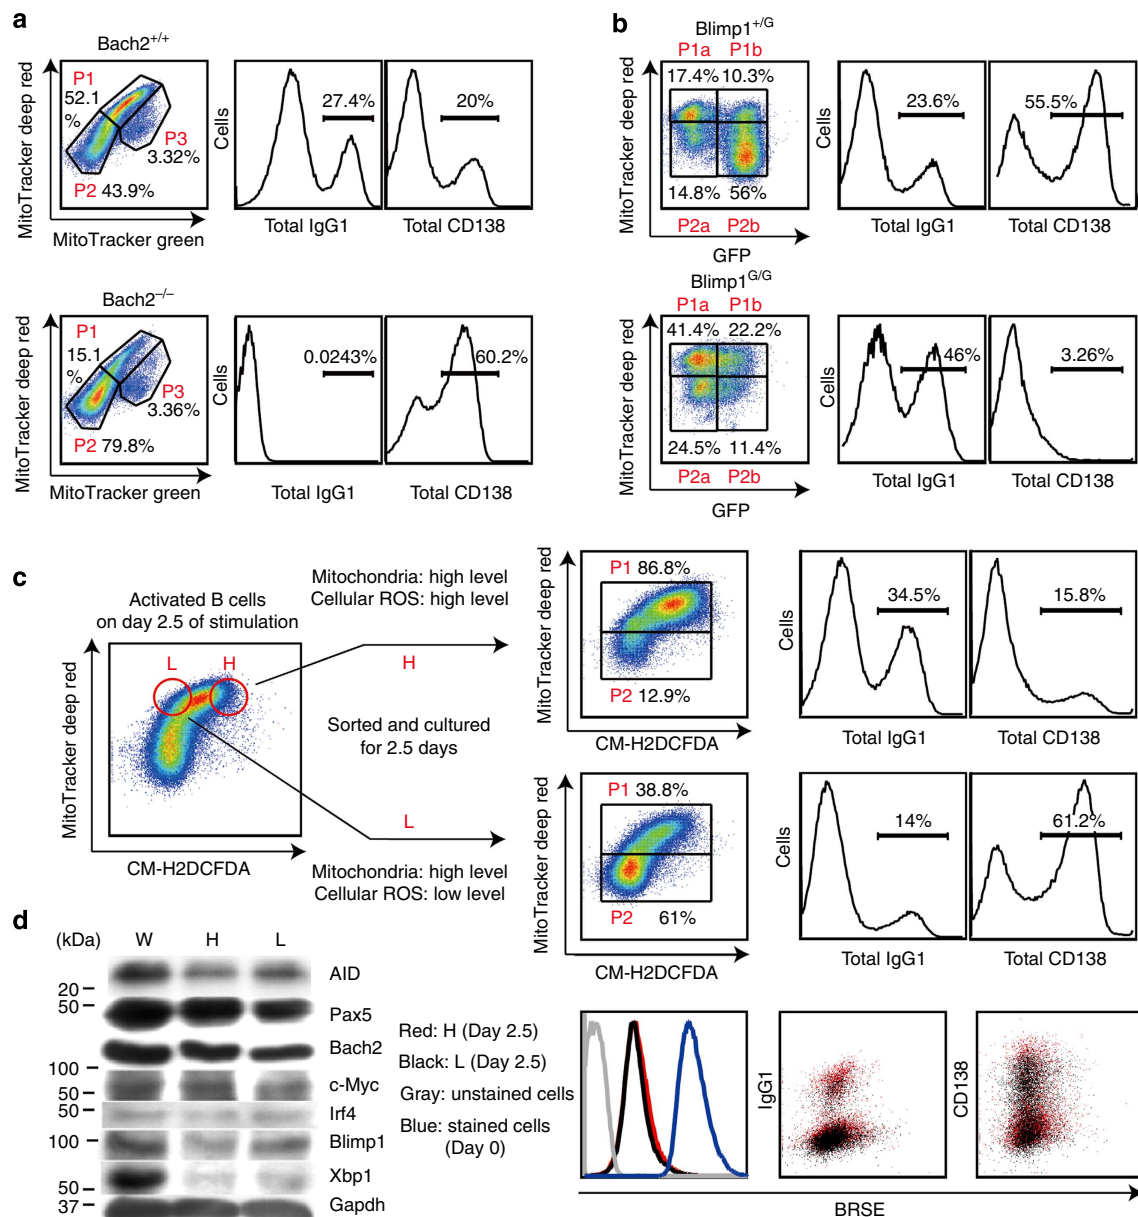 a
Bach2+/+
MitoTracker deep red
P1
52.1
%
P3
3.32%
P2 43.9%
MitoTracker green
Cells
27.4%
Total IgG1
20%
Total CD138
Bach2–/–
MitoTracker deep red
P1
15.1
%
P3
3.36%
P2 79.8%
MitoTracker green
Cells
0.0243%
Total IgG1
60.2%
Total CD138
b
Blimp1+/G
P1a P1b
17.4% 10.3%
MitoTracker deep red
14.8% 56%
P2a P2b
GFP
Cells
23.6%
Total IgG1
55.5%
Total CD138
Blimp1G/G
P1a P1b
41.4% 22.2%
MitoTracker deep red
24.5% 11.4%
P2a P2b
GFP
Cells
46%
Total IgG1
3.26%
Total CD138
c
Activated B cells
on day 2.5 of stimulation
MitoTracker deep red
L H
CM-H2DCFDA
Mitochondria: high level
Cellular ROS: high level
H
Sorted and cultured
for 2.5 days
L
Mitochondria: high level
Cellular ROS: low level
MitoTracker deep red
P1 86.8%
P2 12.9%
CM-H2DCFDA
Cells
34.5%
Total IgG1
15.8%
Total CD138
MitoTracker deep red
P1 38.8%
P2 61%
CM-H2DCFDA
Cells
14%
Total IgG1
61.2%
Total CD138
d
(kDa) W H L
AID
20
50
Pax5
Bach2
100
c-Myc
50
50
Irf4
100
Blimp1
Xbp1
50
37
Gapdh
Red: H (Day 2.5)
Black: L (Day 2.5)
Gray: unstained cells
Blue: stained cells
(Day 0)
IgG1
CD138
BRSE